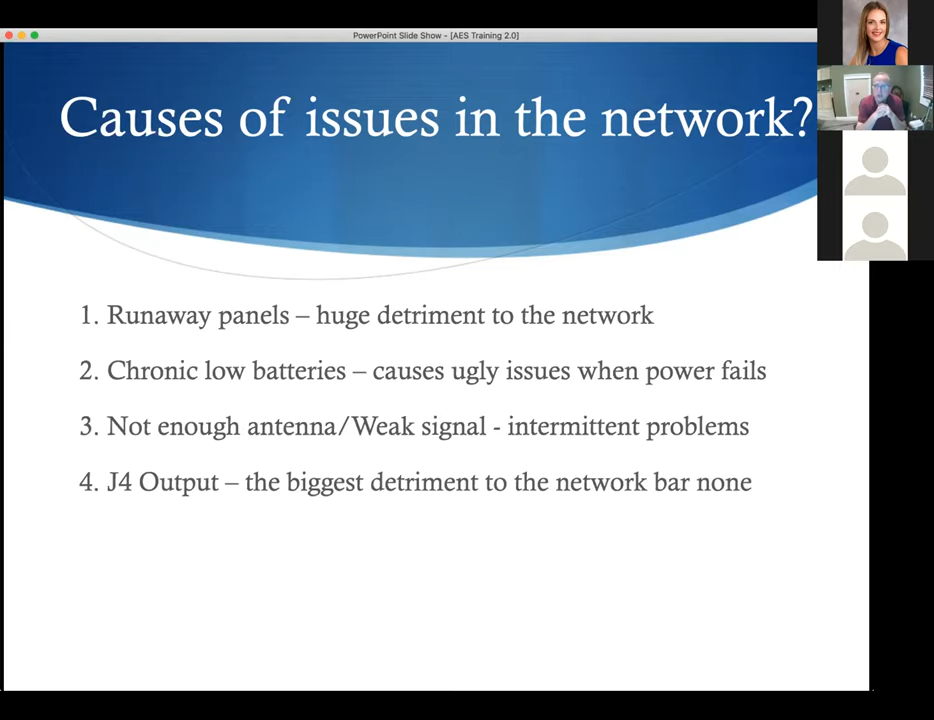 PowerPoint Slide Show - [AES Training 2.0]
Causes of issues in the network?
1. Runaway panels – huge detriment to the network
2. Chronic low batteries – causes ugly issues when power fails
3. Not enough antenna/Weak signal - intermittent problems
4. J4 Output – the biggest detriment to the network bar none